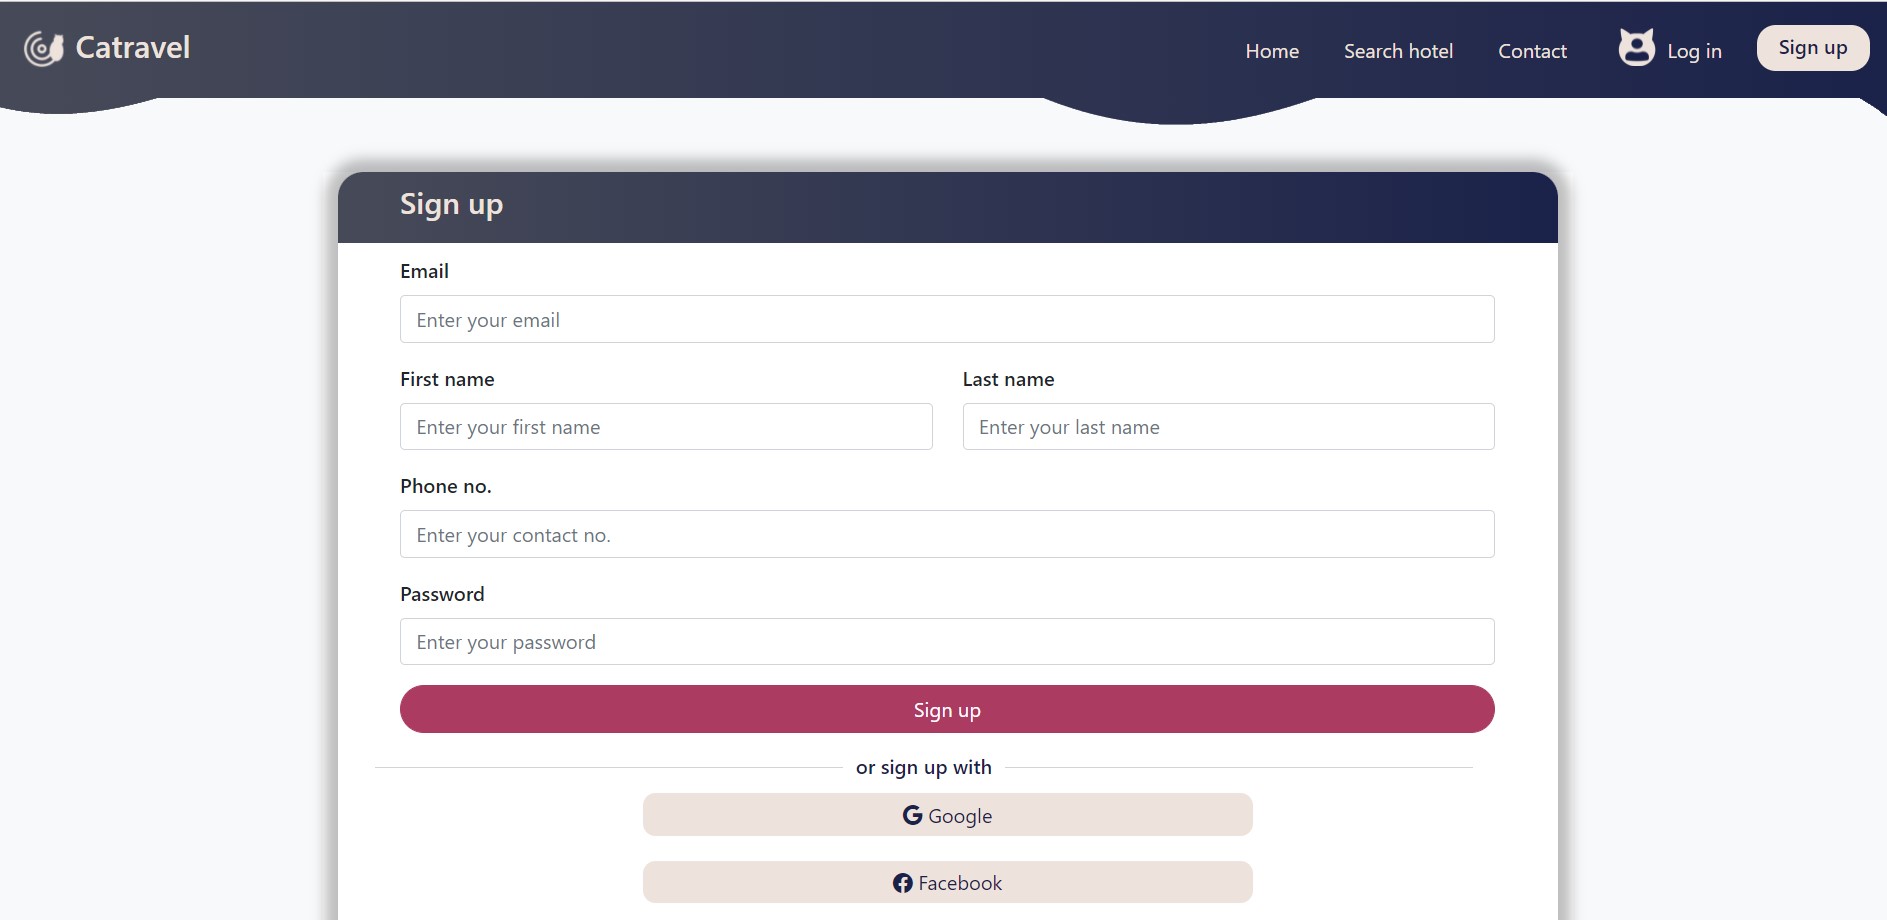 Catravel
Home Search hotel Contact Log in Sign up
Sign up
Email
Enter your email
First name Last name
Enter your first name Enter your last name
Phone no.
Enter your contact no.
Password
Enter your password
Sign up
or sign up with
Google
Facebook